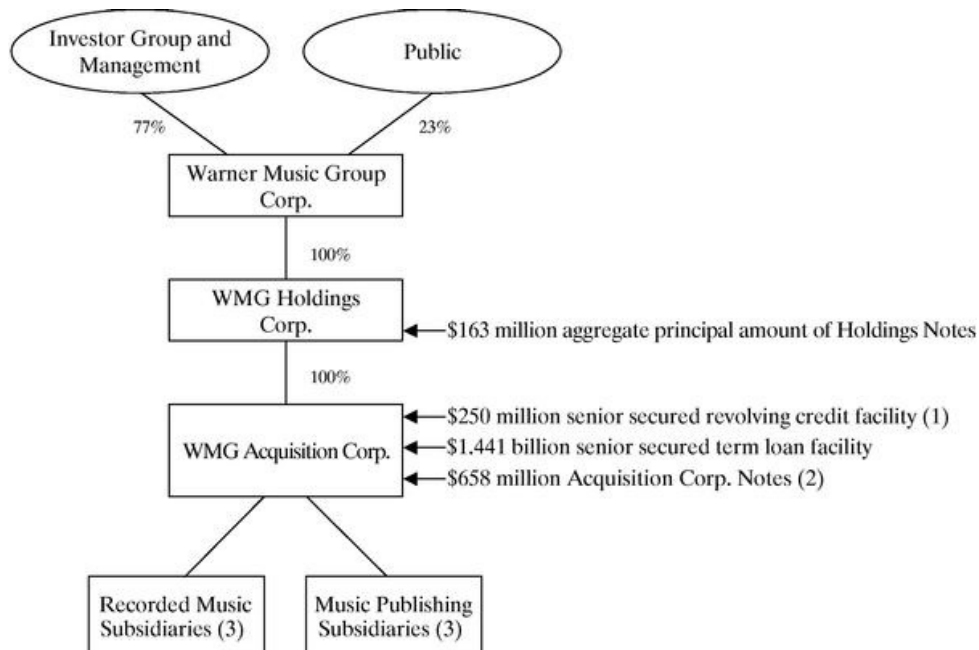 Investor Group and
Management
Public
77%
23%
Warner Music Group
Corp.
100%
WMG Holdings
Corp.
$163 million aggregate principal amount of Holdings Notes
100%
WMG Acquisition Corp.
$250 million senior secured revolving credit facility (1)
$1.441 billion senior secured term loan facility
$658 million Acquisition Corp. Notes (2)
Recorded Music
Subsidiaries (3)
Music Publishing
Subsidiaries (3)